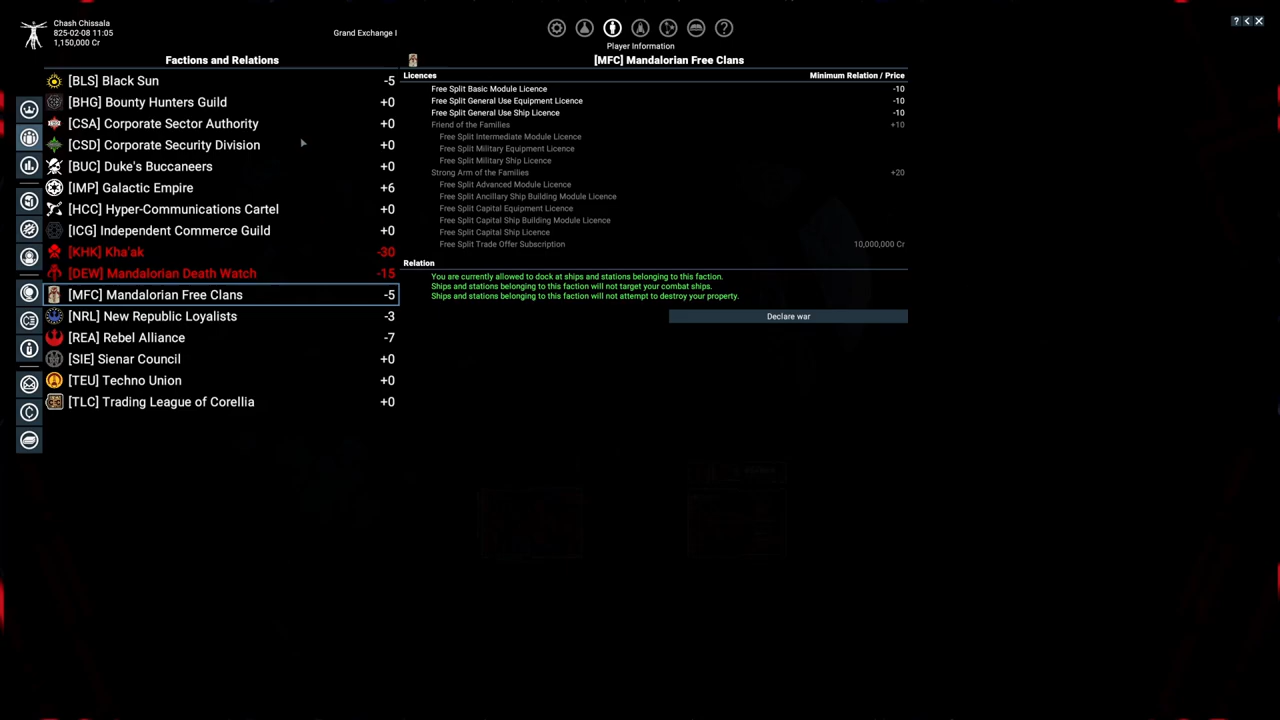 Chash Chissala
825-02-08 11:05
1,150,000 Cr
Grand Exchange I
Player Information
Factions and Relations
[BLS] Black Sun -5
[BHG] Bounty Hunters Guild +0
[CSA] Corporate Sector Authority +0
[CSD] Corporate Security Division +0
[BUC] Duke's Buccaneers +0
[IMP] Galactic Empire +6
[HCC] Hyper-Communications Cartel +0
[ICG] Independent Commerce Guild +0
[KHK] Kha'ak -30
[DEW] Mandalorian Death Watch -15
[MFC] Mandalorian Free Clans -5
[NRL] New Republic Loyalists -3
[REA] Rebel Alliance -7
[SIE] Sienar Council +0
[TEU] Techno Union +0
[TLC] Trading League of Corellia +0
[MFC] Mandalorian Free Clans
Licences Minimum Relation / Price
Free Split Basic Module Licence -10
Free Split General Use Equipment Licence -10
Free Split General Use Ship Licence -10
Friend of the Families +10
Free Split Intermediate Module Licence
Free Split Military Equipment Licence
Free Split Military Ship Licence
Strong Arm of the Families +20
Free Split Advanced Module Licence
Free Split Ancillary Ship Building Module Licence
Free Split Capital Equipment Licence
Free Split Capital Ship Building Module Licence
Free Split Capital Ship Licence
Free Split Trade Offer Subscription 10,000,000 Cr
Relation
You are currently allowed to dock at ships and stations belonging to this faction.
Ships and stations belonging to this faction will not target your combat ships.
Ships and stations belonging to this faction will not attempt to destroy your property.
Declare war